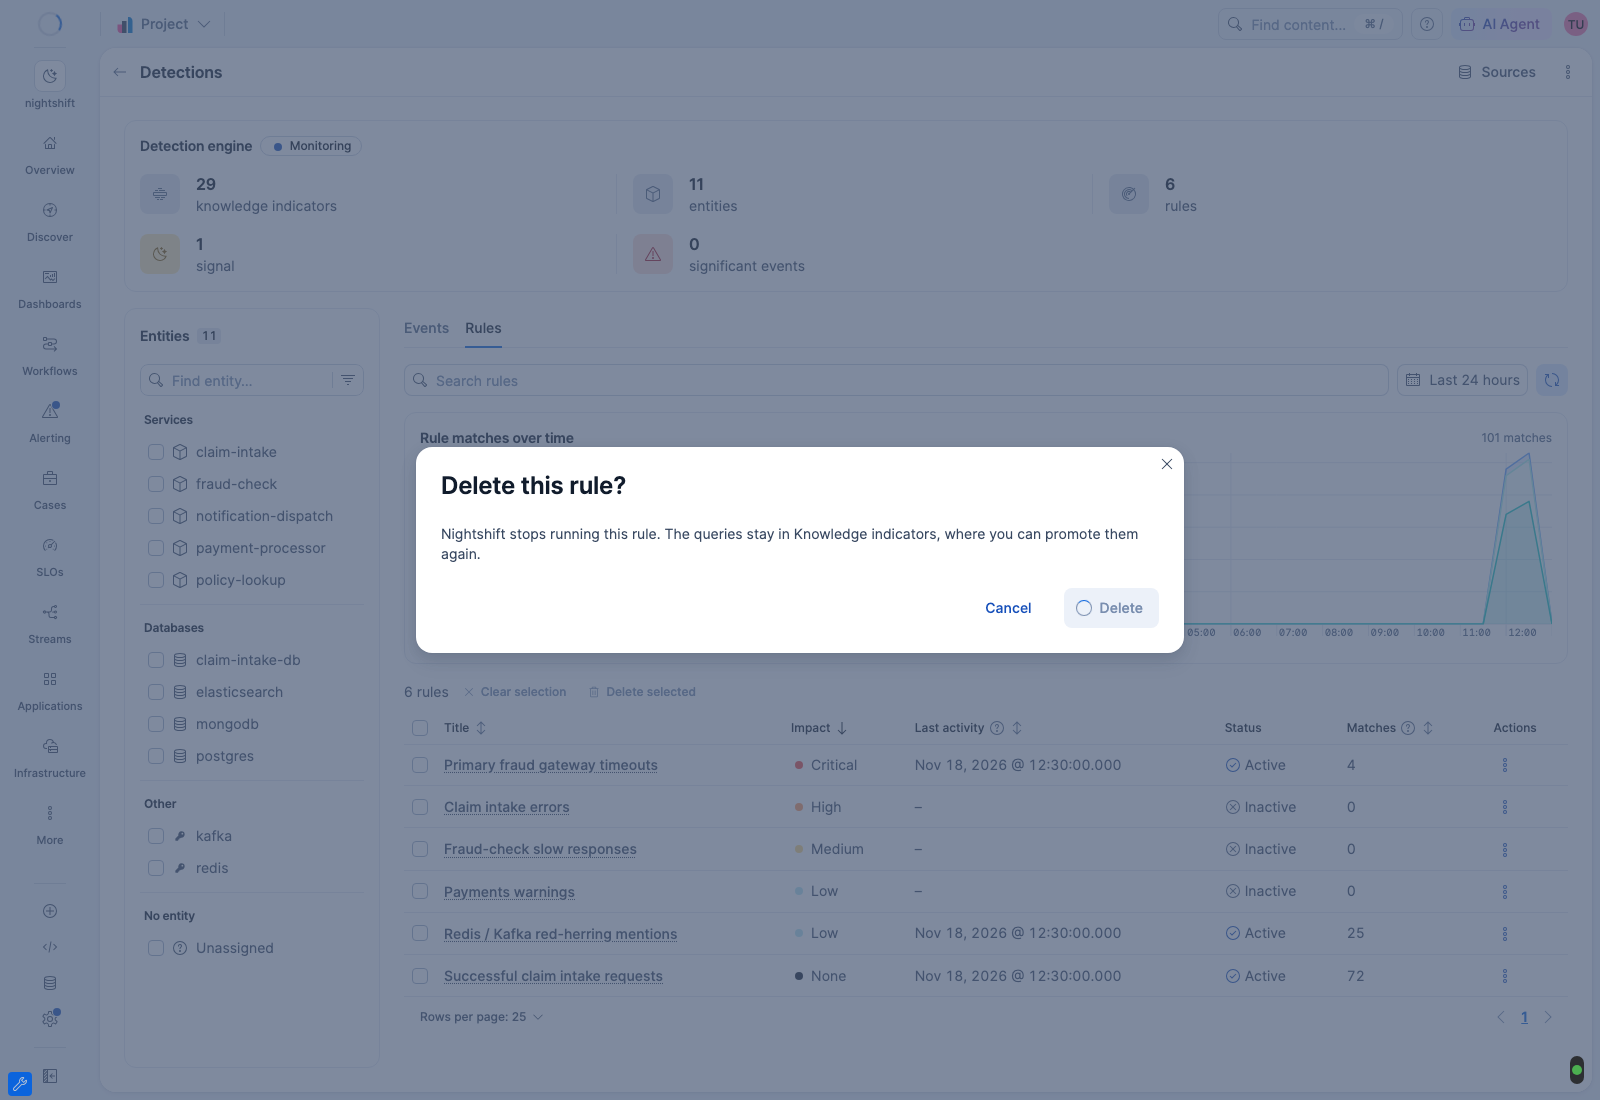 Project
Find content...
⌘ /
AI Agent
TU
nightshift
Overview
Discover
Dashboards
Workflows
Alerting
Cases
SLOs
Streams
Applications
Infrastructure
More
Detections
Sources
Detection engine
Monitoring
29
knowledge indicators
11
entities
6
rules
1
signal
0
significant events
Entities 11
Find entity...
Services
claim-intake
fraud-check
notification-dispatch
payment-processor
policy-lookup
Databases
claim-intake-db
elasticsearch
mongodb
postgres
Other
kafka
redis
No entity
Unassigned
Events Rules
Search rules
Last 24 hours
Rule matches over time
101 matches
05:00 06:00 07:00 08:00 09:00 10:00 11:00 12:00
Delete this rule?
Nightshift stops running this rule. The queries stay in Knowledge indicators, where you can promote them
again.
Cancel
Delete
6 rules Clear selection Delete selected
Title Impact Last activity Status Matches Actions
Primary fraud gateway timeouts Critical Nov 18, 2026 @ 12:30:00.000 Active 4
Claim intake errors High – Inactive 0
Fraud-check slow responses Medium – Inactive 0
Payments warnings Low – Inactive 0
Redis / Kafka red-herring mentions Low Nov 18, 2026 @ 12:30:00.000 Active 25
Successful claim intake requests None Nov 18, 2026 @ 12:30:00.000 Active 72
Rows per page: 25
1